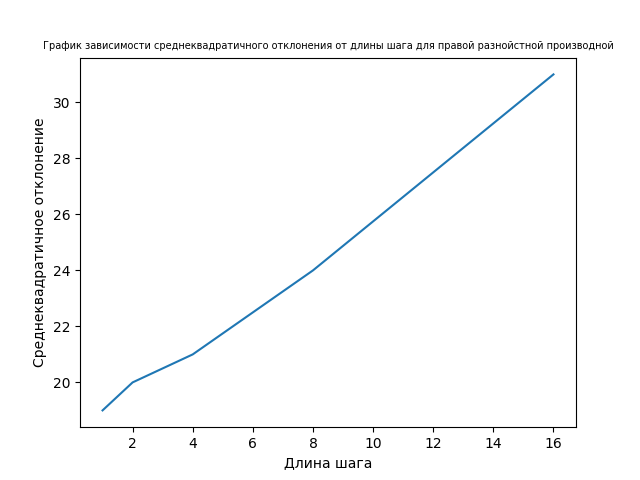 График зависимости среднеквадратичного отклонения от длины шага для правой разнойстной производной
30
28
26
24
22
20
Среднеквадратичное отклонение
2 4 6 8 10 12 14 16
Длина шага